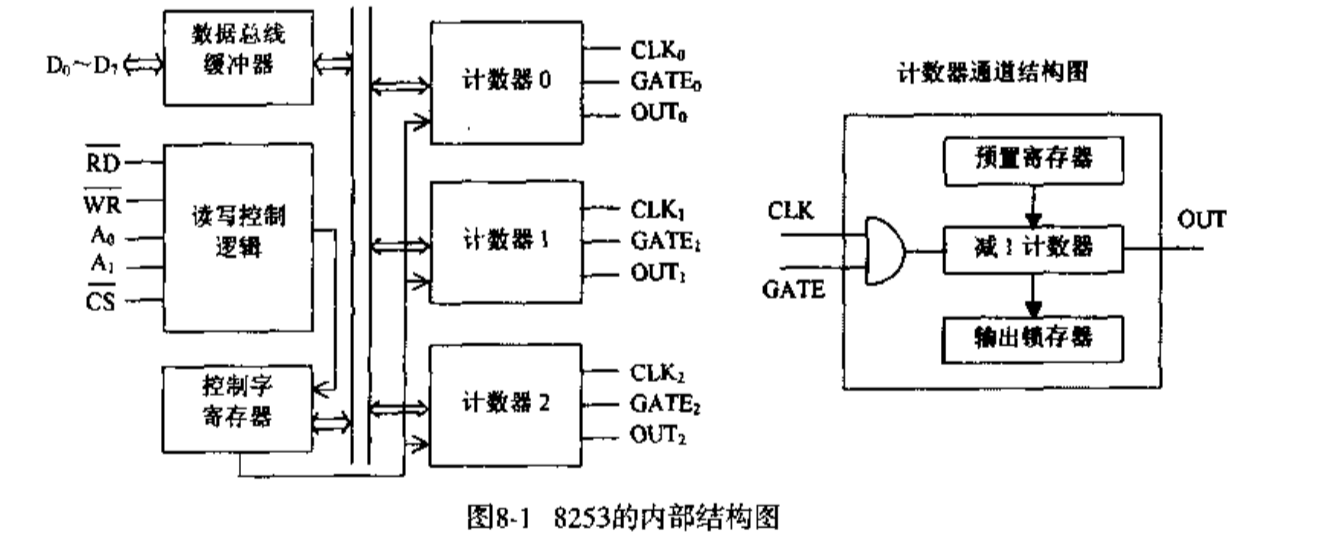 数据总线
缓冲器
D₀～D₇
读写控制
逻辑
R̅D̅
W̅R̅
A₀
A₁
C̅S̅
控制字
寄存器
计数器 0
CLK₀
GATE₀
OUT₀
计数器 1
CLK₁
GATE₁
OUT₁
计数器 2
CLK₂
GATE₂
OUT₂
计数器通道结构图
预置寄存器
CLK
GATE
减 1 计数器
OUT
输出锁存器
图8-1 8253的内部结构图